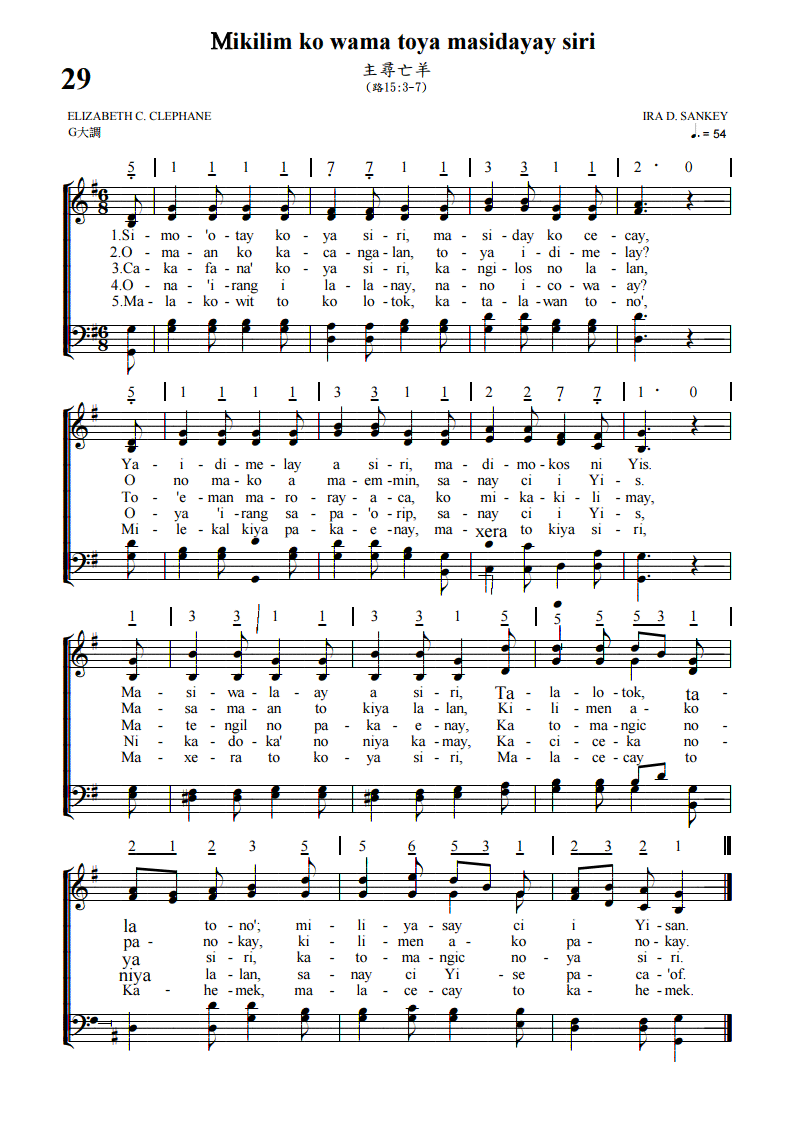 Mikilim ko wama toya masidayay siri
主尋亡羊
29
(路15:3-7)
ELIZABETH C. CLEPHANE
IRA D. SANKEY
G大調
♩. = 54
5 | 1 1 1 1 | 7 7 1 1 | 3 3 1 1 | 2 · 0 |
1.Si - mo - 'o-tay ko - ya si - ri, ma - si-day ko ce - cay,
2.O - ma - an ko ka - ca-nga-lan, to - ya i - di-me - lay?
3.Ca - ka - fa-na' ko - ya si - ri, ka - ngi-los no la - lan,
4.O - na - 'i-rang i la - la-nay, na - no i - co-way?
5.Ma - la - ko-wit to ko lo-tok, ka - ta - la-wan to-no',
5 | 1 1 1 1 | 3 3 1 1 | 2 2 7 7 | 1 · 0 |
Ya - i - di - me-lay a si - ri, ma-di-mo-kos ni Yis.
O no ma-ko a ma-em-min, sa-nay ci i Yi - s.
To - 'e-man ma-ro-ray-a-ca, ko mi-ka-ki-li-may,
O - ya 'i-rang sa-pa-'o-rip, sa-nay ci i Yi - s,
Mi - le-kal kiya pa-ka-e-nay, ma-xera to kiya si - ri,
1 | 3 3 1 1 | 3 3 1 5 | 5 5 5 3 1 |
Ma - si-wa-la-ay a si-ri, Ta-la-lo-tok, ta -
Ma - sa-ma-an to kiya la-lan, Ki-li-men a-ko
Ma - te-ngil no pa-ka-e-nay, Ka to-ma-ngic no -
Ni - ka-do-ka' no niya ka-may, Ka-ci-ce-ka no -
Ma - xe-ra to ko-ya si-ri, Ma-la-ce-cay to
2 1 2 3 5 | 5 6 5 3 1 | 2 3 2 1
la to-no'; mi-li-ya-say ci i Yi-san.
pa - no-kay, ki-li-men a-ko pa-no-kay.
ya si-ri, ka-to-ma-ngic no-ya si-ri.
niya la-lan, sa-nay ci Yi-se pa-ca-'of.
Ka - he-mek, ma-la-ce-cay to ka-he-mek.